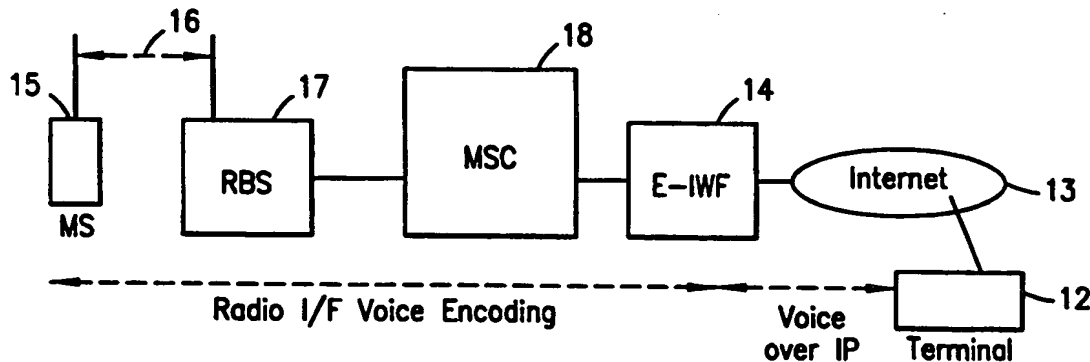 16
18
15
17
14
MSC
RBS
E-IWF
Internet
13
MS
Radio I/F Voice Encoding
Voice
over IP
Terminal
12